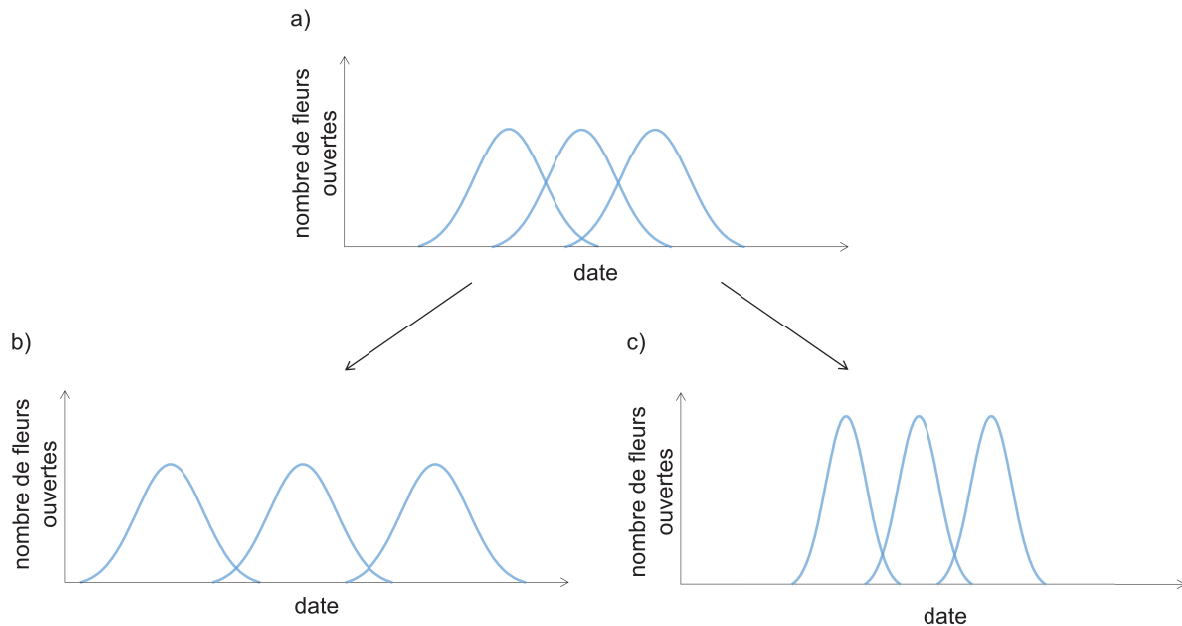 a)
nombre de fleurs
ouvertes
date
b)
nombre de fleurs
ouvertes
date
c)
nombre de fleurs
ouvertes
date